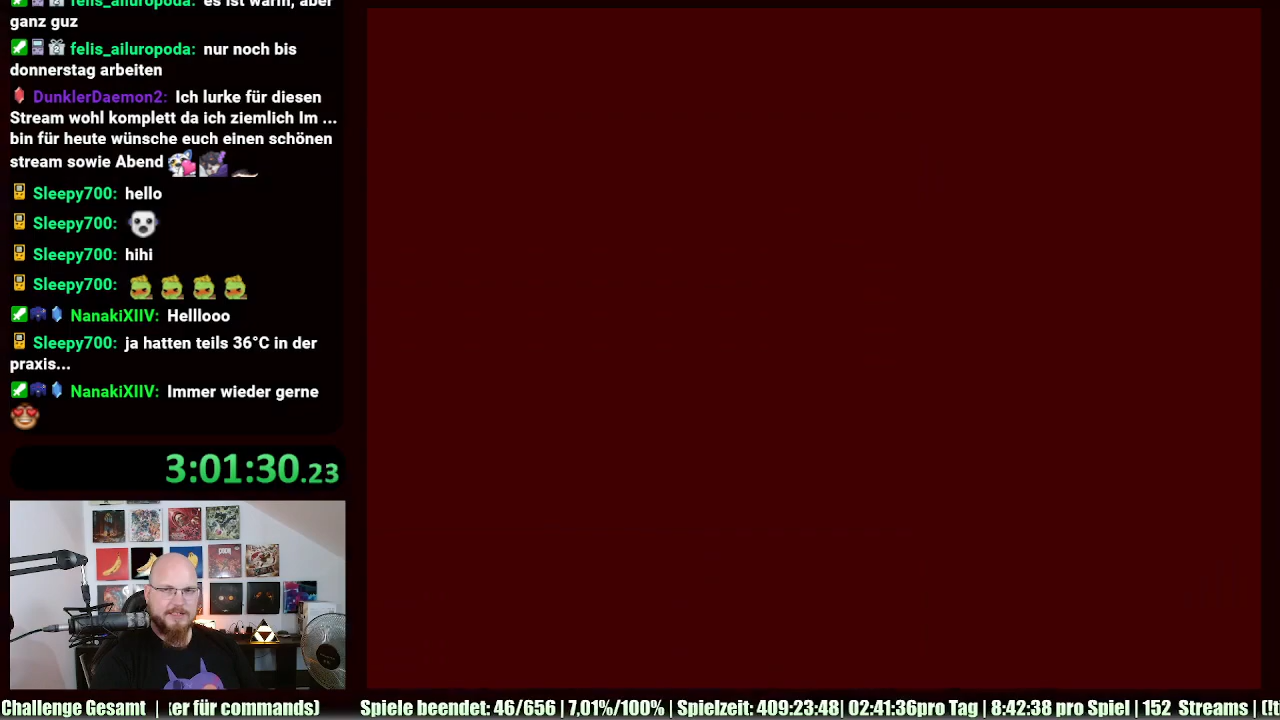 felis_ailuropoda: es ist warm, aber
ganz guz
felis_ailuropoda: nur noch bis
donnerstag arbeiten
DunklerDaemon2: Ich lurke für diesen
Stream wohl komplett da ich ziemlich Im ...
bin für heute wünsche euch einen schönen
stream sowie Abend
Sleepy700: hello
Sleepy700:
Sleepy700: hihi
Sleepy700:
NanakiXIIV: Helllooo
Sleepy700: ja hatten teils 36°C in der
praxis...
NanakiXIIV: Immer wieder gerne
3:01:30.23
Challenge Gesamt | ker für commands) Spiele beendet: 46/656 | 7,01%/100% | Spielzeit: 409:23:48| 02:41:36pro Tag | 8:42:38 pro Spiel | 152 Streams | (!t